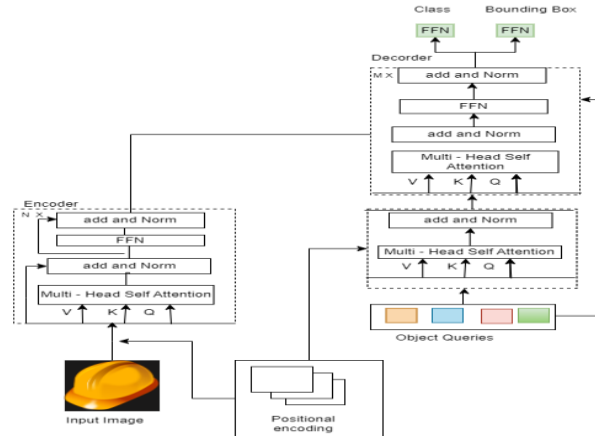 Class
Bounding Box
FFN
FFN
Decorder
M X
add and Norm
FFN
add and Norm
Multi - Head Self
Attention
V K Q
Encoder
N X
add and Norm
FFN
add and Norm
Multi - Head Self Attention
V K Q
add and Norm
Multi - Head Self Attention
V K Q
Object Queries
Input Image
Positional
encoding